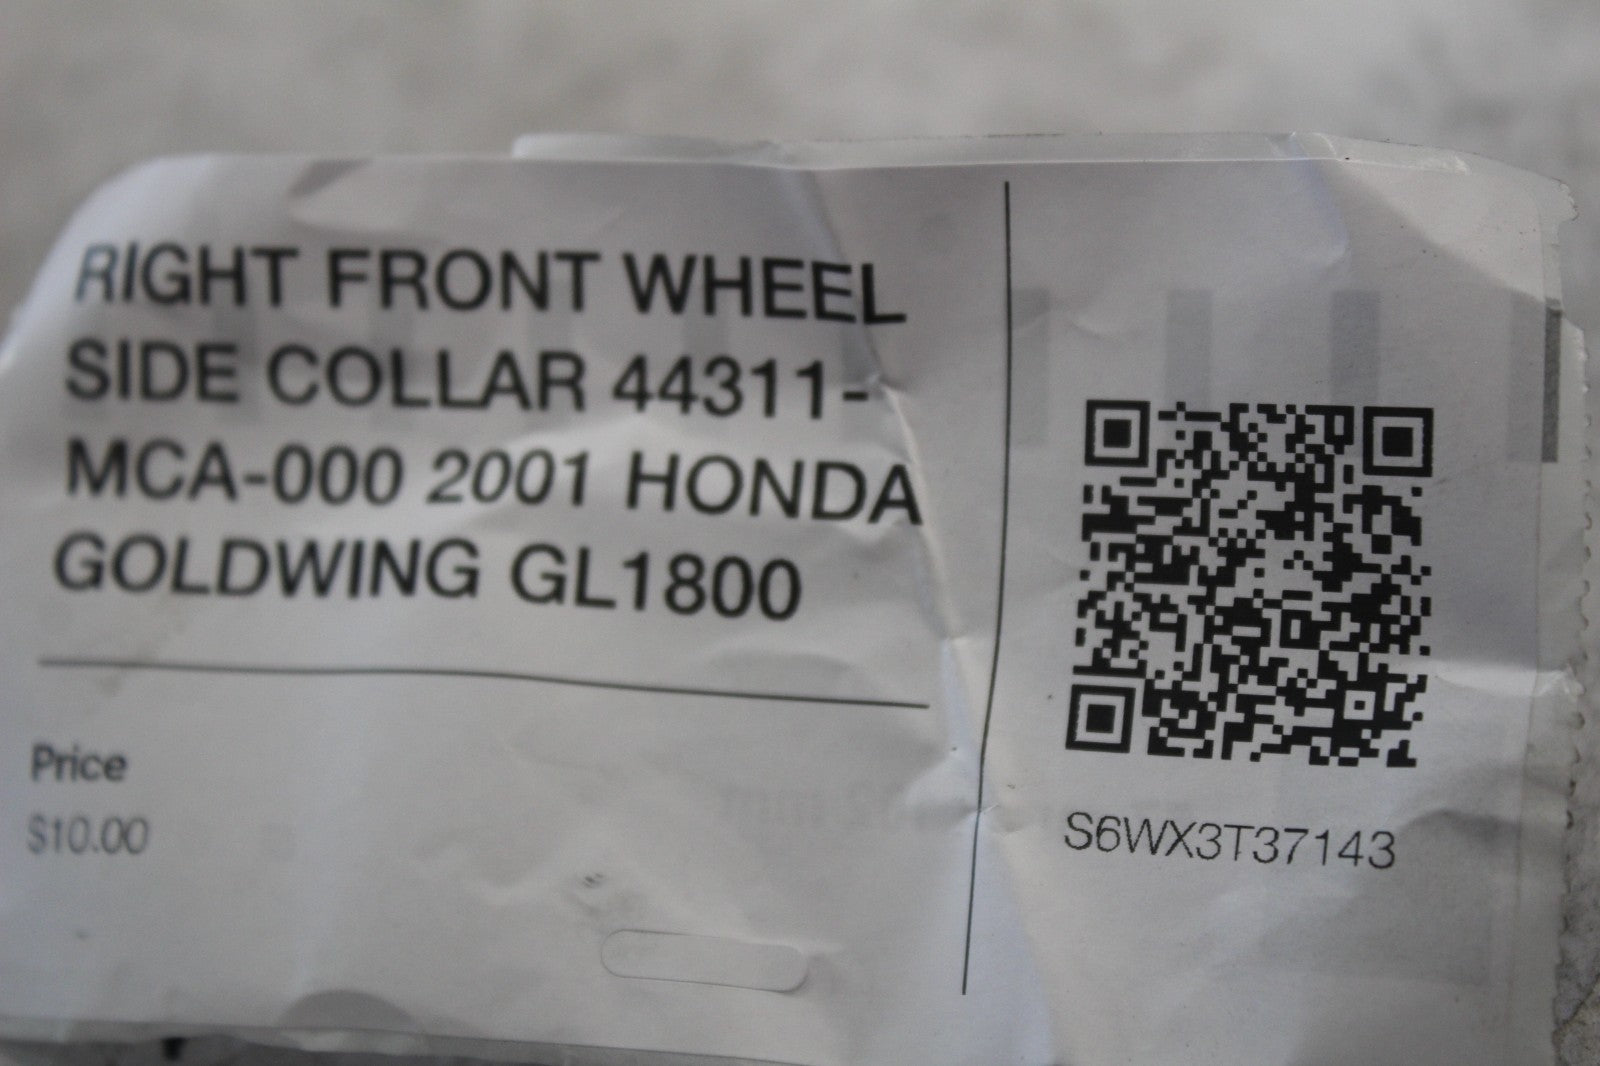 RIGHT FRONT WHEEL
SIDE COLLAR 44311-
MCA-000 2001 HONDA
GOLDWING GL1800
Price
$10.00
S6WX3T37143